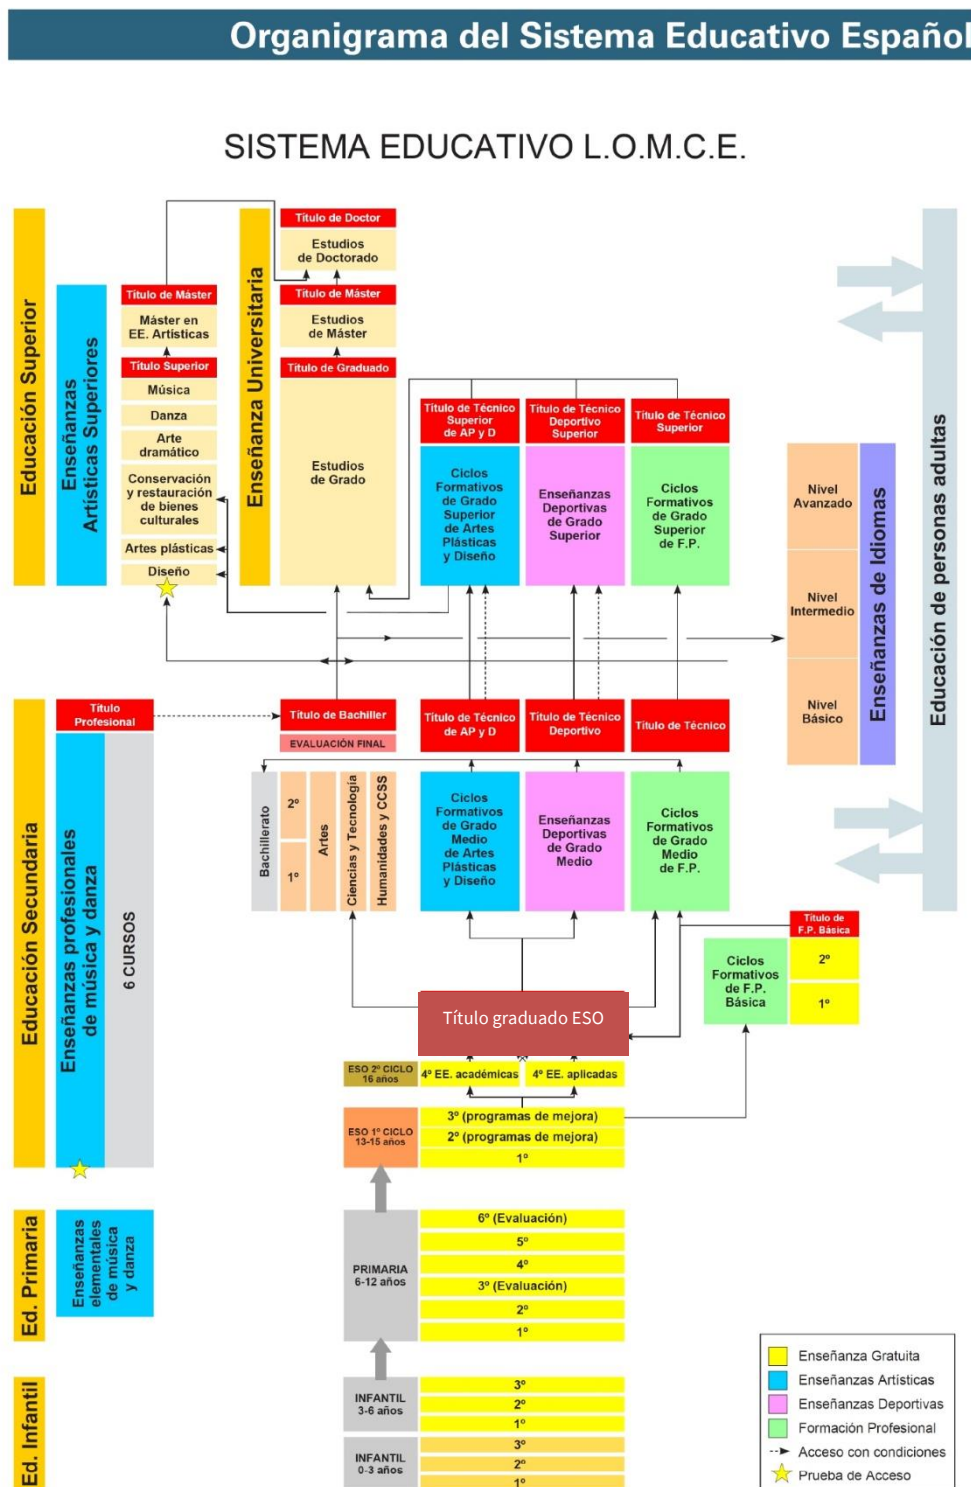 Organigrama del Sistema Educativo Español
SISTEMA EDUCATIVO L.O.M.C.E.
Educación Superior
Enseñanzas
Artísticas Superiores
Título de Máster
Máster en
EE. Artísticas
Título Superior
Música
Danza
Arte
dramático
Conservación
y restauración
de bienes
culturales
Artes plásticas
Diseño
Enseñanza Universitaria
Título de Doctor
Estudios
de Doctorado
Título de Máster
Estudios
de Máster
Título de Graduado
Estudios
de Grado
Título de Técnico
Superior
de AP y D
Ciclos
Formativos
de Grado
Superior
de Artes
Plásticas
y Diseño
Título de Técnico
Deportivo
Superior
Enseñanzas
Deportivas
de Grado
Superior
Título de Técnico
Superior
Ciclos
Formativos
de Grado
Superior
de F.P.
Nivel
Avanzado
Nivel
Intermedio
Nivel
Básico
Enseñanzas de Idiomas
Educación de personas adultas
Educación Secundaria
Título
Profesional
Enseñanzas profesionales
de música y danza
6 CURSOS
Título de Bachiller
EVALUACIÓN FINAL
Bachillerato
2º
1º
Artes
Ciencias y Tecnología
Humanidades y CCSS
Título de Técnico
de AP y D
Ciclos
Formativos
de Grado
Medio
de Artes
Plásticas
y Diseño
Título de Técnico
Deportivo
Enseñanzas
Deportivas
de Grado
Medio
Título de Técnico
Ciclos
Formativos
de Grado
Medio
de F.P.
Título de
F.P. Básica
Ciclos
Formativos
de F.P.
Básica
2º
1º
Título graduado ESO
ESO 2º CICLO
16 años
4º EE. académicas
4º EE. aplicadas
ESO 1º CICLO
13-15 años
3º (programas de mejora)
2º (programas de mejora)
1º
Ed. Primaria
Enseñanzas
elementales
de música
y danza
PRIMARIA
6-12 años
6º (Evaluación)
5º
4º
3º (Evaluación)
2º
1º
Ed. Infantil
INFANTIL
3-6 años
3º
2º
1º
INFANTIL
0-3 años
3º
2º
1º
Enseñanza Gratuita
Enseñanzas Artísticas
Enseñanzas Deportivas
Formación Profesional
Acceso con condiciones
Prueba de Acceso